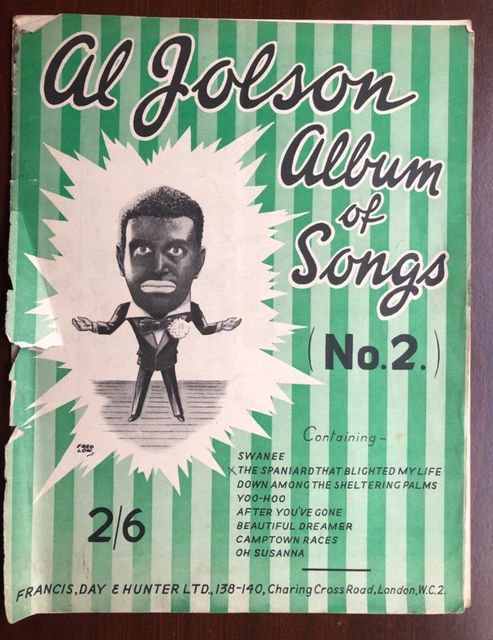 Al Jolson
Album
of
Songs
(No.2.)
Containing -
SWANEE
X THE SPANIARD THAT BLIGHTED MY LIFE
DOWN AMONG THE SHELTERING PALMS
YOO-HOO
AFTER YOU'VE GONE
BEAUTIFUL DREAMER
CAMPTOWN RACES
OH SUSANNA
FRED
LOW.
2/6
FRANCIS, DAY & HUNTER LTD., 138-140, Charing Cross Road, London, W.C.2.